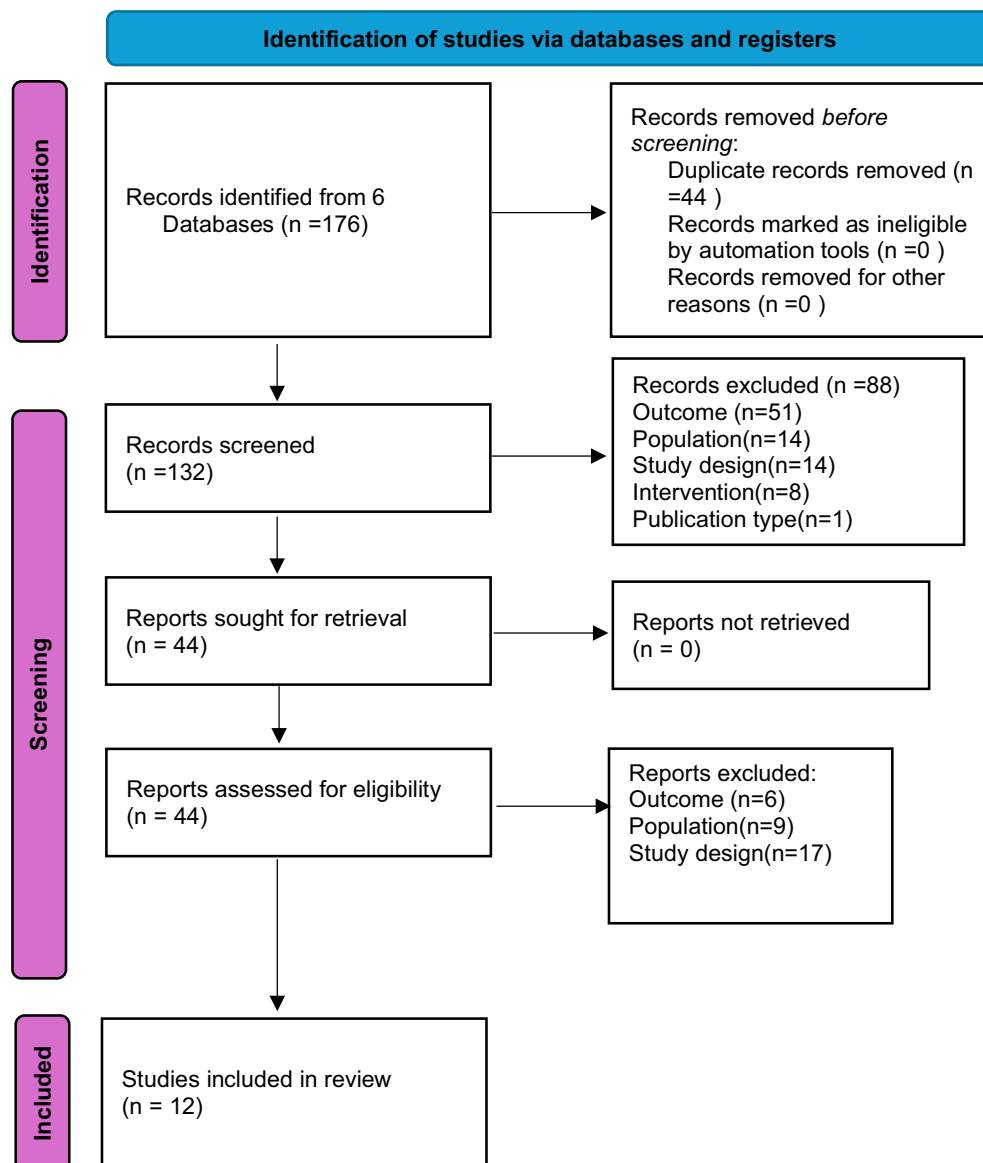 Identification of studies via databases and registers
Identification
Records identified from 6
Databases (n =176)
Records removed before
screening:
Duplicate records removed (n
=44 )
Records marked as ineligible
by automation tools (n =0 )
Records removed for other
reasons (n =0 )
Screening
Records screened
(n =132)
Records excluded (n =88)
Outcome (n=51)
Population(n=14)
Study design(n=14)
Intervention(n=8)
Publication type(n=1)
Reports sought for retrieval
(n = 44)
Reports not retrieved
(n = 0)
Reports assessed for eligibility
(n = 44)
Reports excluded:
Outcome (n=6)
Population(n=9)
Study design(n=17)
Included
Studies included in review
(n = 12)